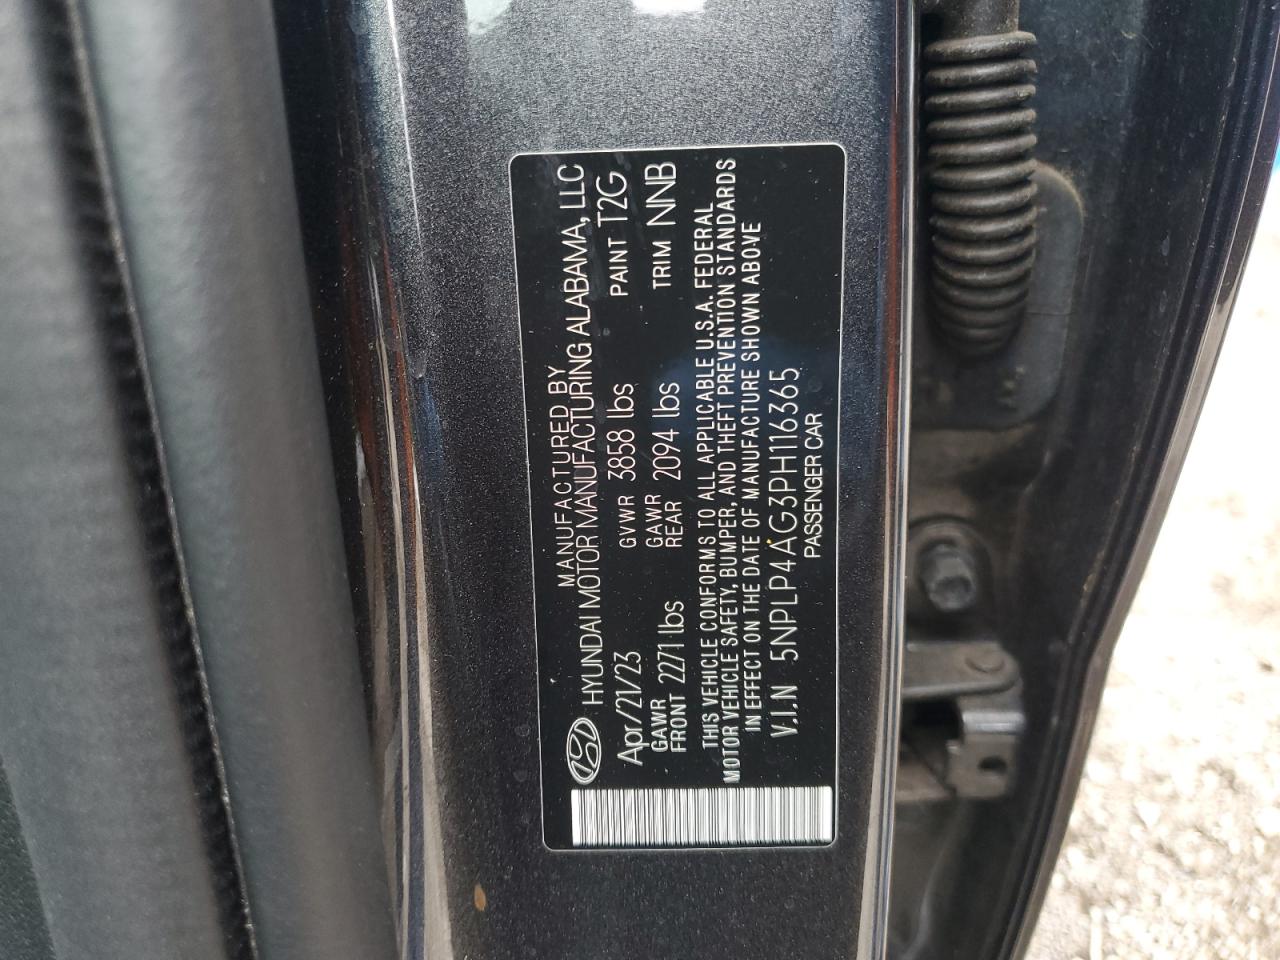 MANUFACTURED BY
HYUNDAI MOTOR MANUFACTURING ALABAMA, LLC
Apr/21/23 GVWR 3858 lbs PAINT T2G
GAWR FRONT 2271 lbs GAWR REAR 2094 lbs TRIM NNB
THIS VEHICLE CONFORMS TO ALL APPLICABLE U.S.A. FEDERAL
MOTOR VEHICLE SAFETY, BUMPER, AND THEFT PREVENTION STANDARDS
IN EFFECT ON THE DATE OF MANUFACTURE SHOWN ABOVE
V.I.N 5NPLP4AG3PH116365
PASSENGER CAR